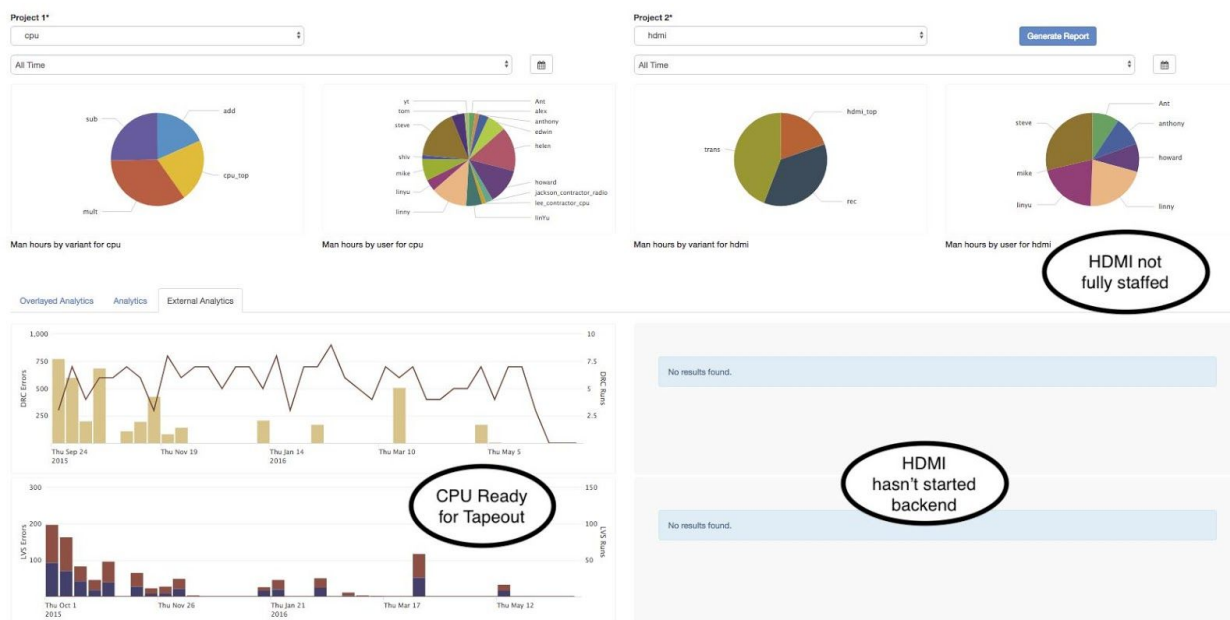 Project 1*
Project 2*
cpu
hdmi
Generate Report
All Time
All Time
sub
add
cpu_top
mult
yt
tom
steve
shiv
mike
linyu
linny
Ant
alex
anthony
edwin
helen
howard
jackson_contractor_radio
lee_contractor_cpu
linYu
trans
hdmi_top
rec
steve
mike
linyu
Ant
anthony
howard
linny
Man hours by variant for cpu
Man hours by user for cpu
Man hours by variant for hdmi
Man hours by user for hdmi
HDMI not
fully staffed
Overlayed Analytics
Analytics
External Analytics
1,000
750
500
250
DRC Errors
10
7.5
5
2.5
DRC Runs
Thu Sep 24
2015
Thu Nov 19
Thu Jan 14
2016
Thu Mar 10
Thu May 5
No results found.
HDMI
hasn't started
backend
CPU Ready
for Tapeout
300
200
100
LVS Errors
150
100
50
LVS Runs
Thu Oct 1
2015
Thu Nov 26
Thu Jan 21
2016
Thu Mar 17
Thu May 12
No results found.